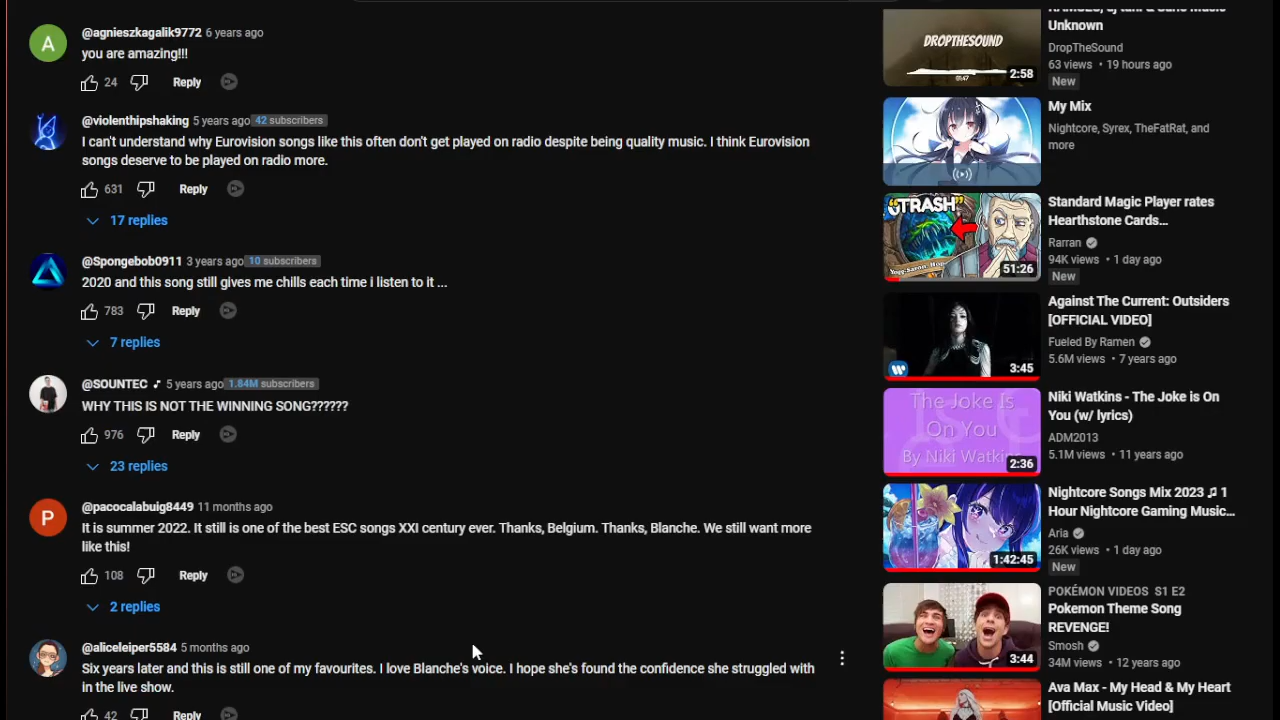 @agnieszkagalik9772 6 years ago
you are amazing!!!
24 Reply
@violenthipshaking 5 years ago 42 subscribers
I can't understand why Eurovision songs like this often don't get played on radio despite being quality music. I think Eurovision
songs deserve to be played on radio more.
631 Reply
17 replies
@Spongebob0911 3 years ago 10 subscribers
2020 and this song still gives me chills each time i listen to it ...
783 Reply
7 replies
@SOUNTEC ♪ 5 years ago 1.84M subscribers
WHY THIS IS NOT THE WINNING SONG??????
976 Reply
23 replies
P
@pacocalabuig8449 11 months ago
It is summer 2022. It still is one of the best ESC songs XXI century ever. Thanks, Belgium. Thanks, Blanche. We still want more
like this!
108 Reply
2 replies
@aliceleiper5584 5 months ago
Six years later and this is still one of my favourites. I love Blanche's voice. I hope she's found the confidence she struggled with
in the live show.
42 Reply
A
Unknown
DROPTHESOUND
01:47
2:58
DropTheSound
63 views • 19 hours ago
New
My Mix
Nightcore, Syrex, TheFatRat, and
more
"TRASH"
51:26
Standard Magic Player rates
Hearthstone Cards...
Rarran
94K views • 1 day ago
New
3:45
Against The Current: Outsiders
[OFFICIAL VIDEO]
Fueled By Ramen
5.6M views • 7 years ago
The Joke Is
On You
By Niki Watkins
2:36
Niki Watkins - The Joke is On
You (w/ lyrics)
ADM2013
5.1M views • 11 years ago
1:42:45
Nightcore Songs Mix 2023 ♫ 1
Hour Nightcore Gaming Music...
Aria
26K views • 1 day ago
New
3:44
POKÉMON VIDEOS S1 E2
Pokemon Theme Song
REVENGE!
Smosh
34M views • 12 years ago
Ava Max - My Head & My Heart
[Official Music Video]